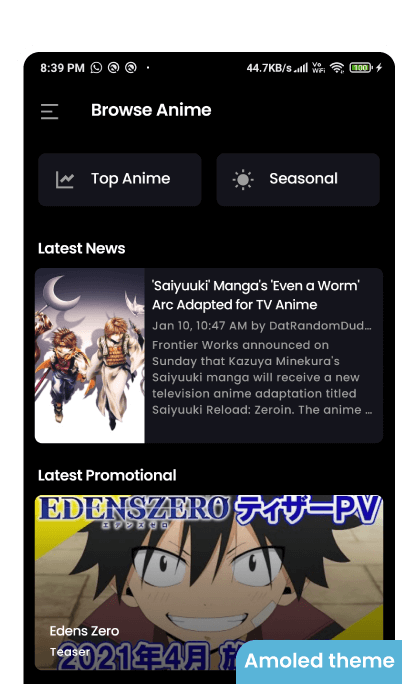 8:39 PM
44.7KB/s
Vo
WiFi
100
Browse Anime
Top Anime
Seasonal
Latest News
'Saiyuuki' Manga's 'Even a Worm'
Arc Adapted for TV Anime
Jan 10, 10:47 AM by DatRandomDud...
Frontier Works announced on
Sunday that Kazuya Minekura's
Saiyuuki manga will receive a new
television anime adaptation titled
Saiyuuki Reload: Zeroin. The anime ...
Latest Promotional
EDENSZERO ティザーPV
エデンズゼロ
Edens Zero
Teaser
2021年4月 放
Amoled theme